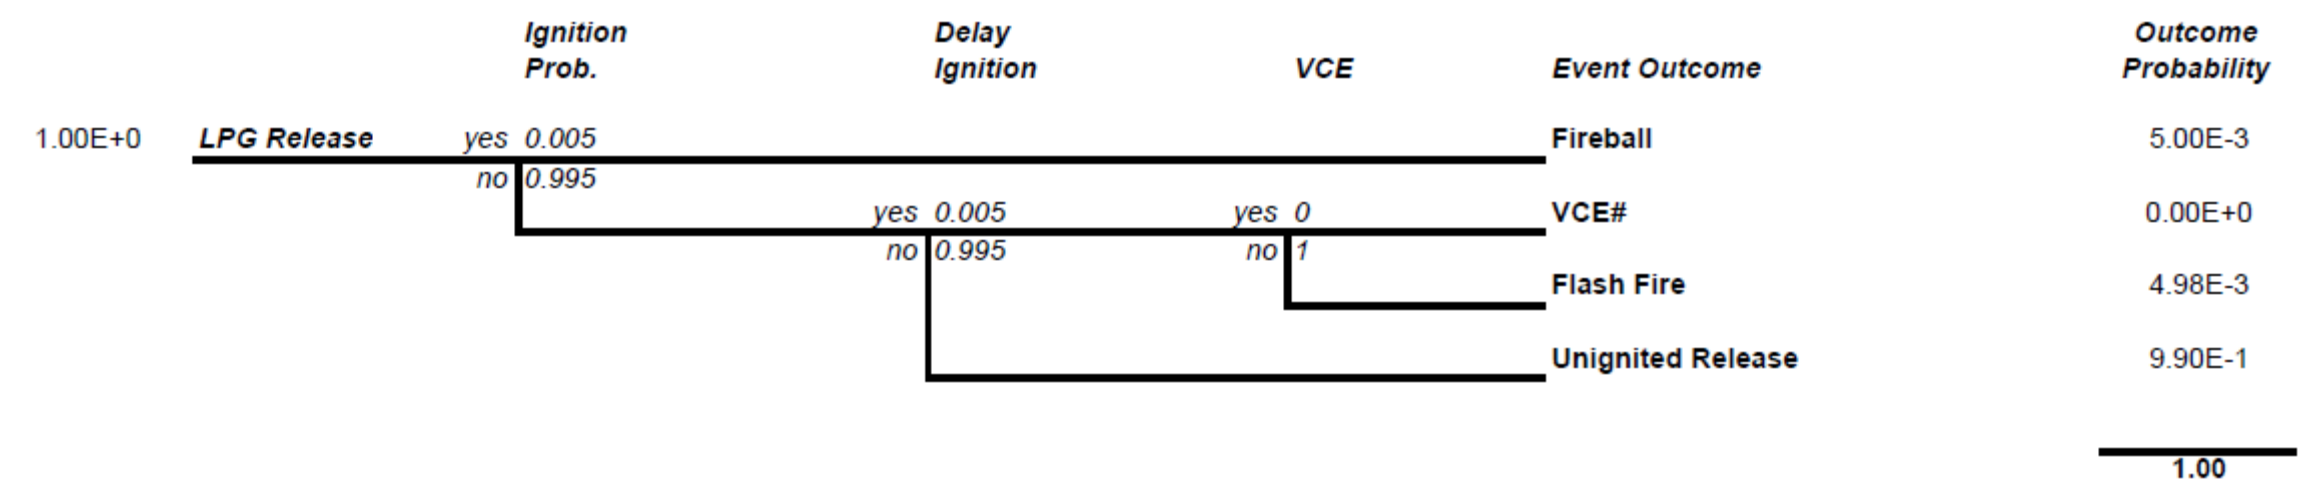 Ignition Delay Outcome
Prob. Ignition VCE Event Outcome Probability
1.00E+0 LPG Release yes 0.005 Fireball 5.00E-3
no 0.995
yes 0.005 yes 0 VCE# 0.00E+0
no 0.995 no 1
Flash Fire 4.98E-3
Unignited Release 9.90E-1
1.00